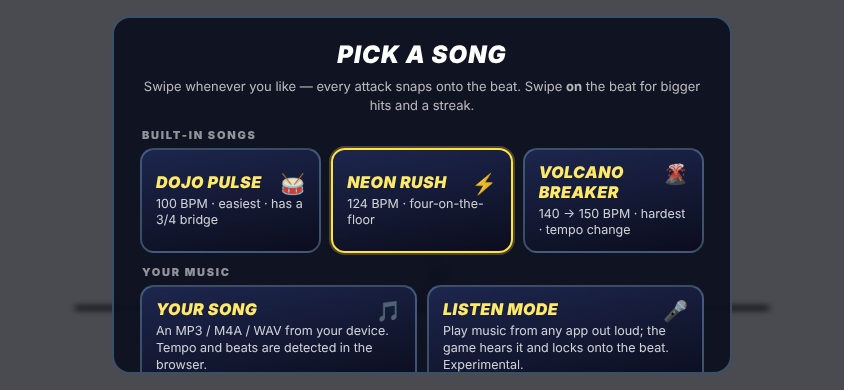 PICK A SONG
Swipe whenever you like — every attack snaps onto the beat. Swipe on the beat for bigger
hits and a streak.
BUILT-IN SONGS
DOJO PULSE
100 BPM · easiest · has a
3/4 bridge
NEON RUSH
124 BPM · four-on-the-
floor
VOLCANO
BREAKER
140 → 150 BPM · hardest
· tempo change
YOUR MUSIC
YOUR SONG
An MP3 / M4A / WAV from your device.
Tempo and beats are detected in the
browser.
LISTEN MODE
Play music from any app out loud; the
game hears it and locks onto the beat.
Experimental.